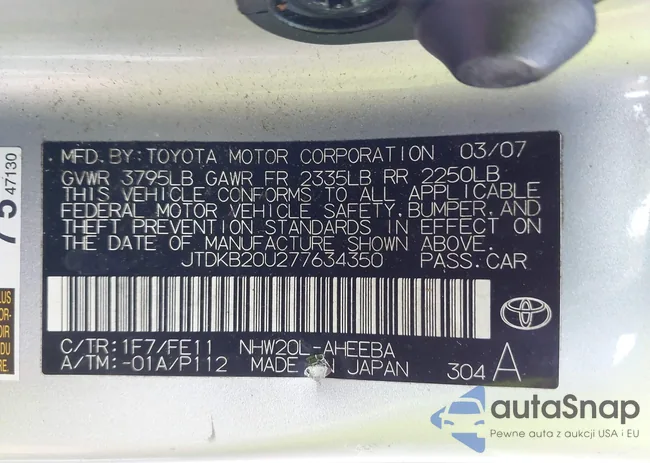 MFD. BY: TOYOTA MOTOR CORPORATION 03/07
GVWR 3795LB GAWR FR 2335LB RR 2250LB
THIS VEHICLE CONFORMS TO ALL APPLICABLE
FEDERAL MOTOR VEHICLE SAFETY, BUMPER, AND
THEFT PREVENTION STANDARDS IN EFFECT ON
THE DATE OF MANUFACTURE SHOWN ABOVE.
JTDKB20U277634350 PASS. CAR
C/TR: 1F7/FE11 NHW20L-AHEEBA
A/TM: -01A/P112 MADE IN JAPAN 304 A
47130
autaSnap
Pewne auta z aukcji USA i EU